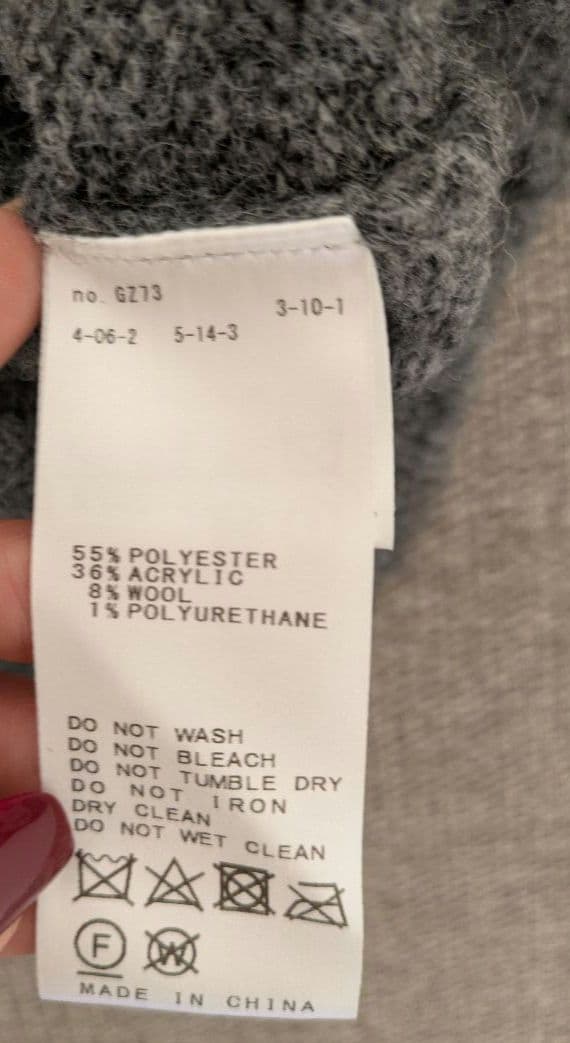 no. GZ73
3-10-1
4-06-2 5-14-3
55% POLYESTER
36% ACRYLIC
8% WOOL
1% POLYURETHANE
DO NOT WASH
DO NOT BLEACH
DO NOT TUMBLE DRY
DO NOT IRON
DRY CLEAN
DO NOT WET CLEAN
F W
MADE IN CHINA